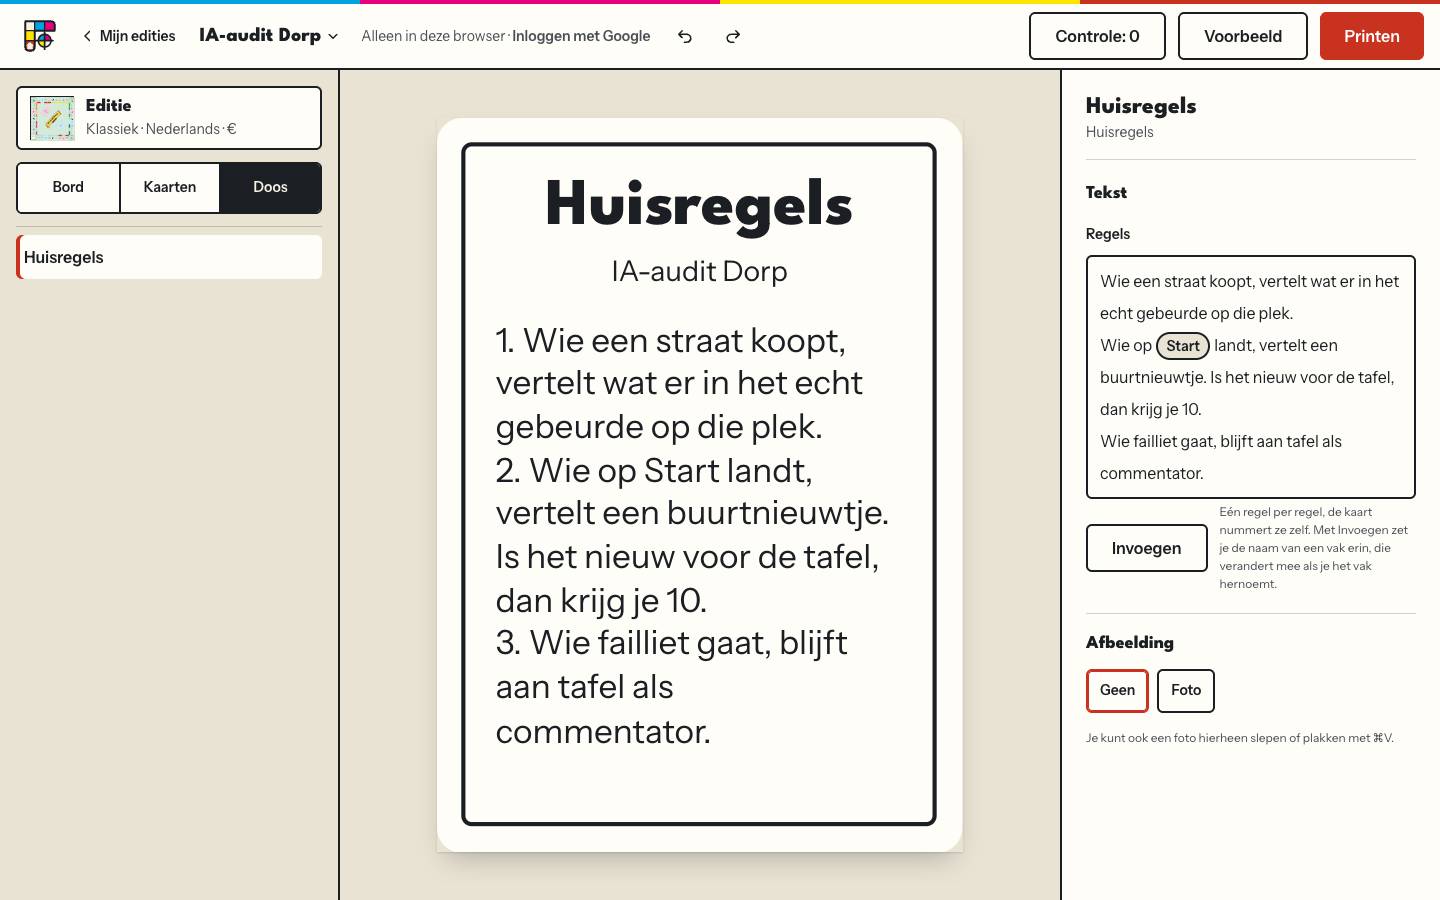 Mijn edities
IA-audit Dorp
Alleen in deze browser · Inloggen met Google
Controle: 0
Voorbeeld
Printen
Editie
Klassiek · Nederlands · €
Bord
Kaarten
Doos
Huisregels
Huisregels
IA-audit Dorp
1. Wie een straat koopt,
vertelt wat er in het echt
gebeurde op die plek.
2. Wie op Start landt,
vertelt een buurtnieuwtje.
Is het nieuw voor de tafel,
dan krijg je 10.
3. Wie failliet gaat, blijft
aan tafel als
commentator.
Huisregels
Huisregels
Tekst
Regels
Wie een straat koopt, vertelt wat er in het
echt gebeurde op die plek.
Wie op Start landt, vertelt een
buurtnieuwtje. Is het nieuw voor de tafel,
dan krijg je 10.
Wie failliet gaat, blijft aan tafel als
commentator.
Invoegen
Eén regel per regel, de kaart
nummert ze zelf. Met Invoegen zet
je de naam van een vak erin, die
verandert mee als je het vak
hernoemt.
Afbeelding
Geen
Foto
Je kunt ook een foto hierheen slepen of plakken met ⌘V.